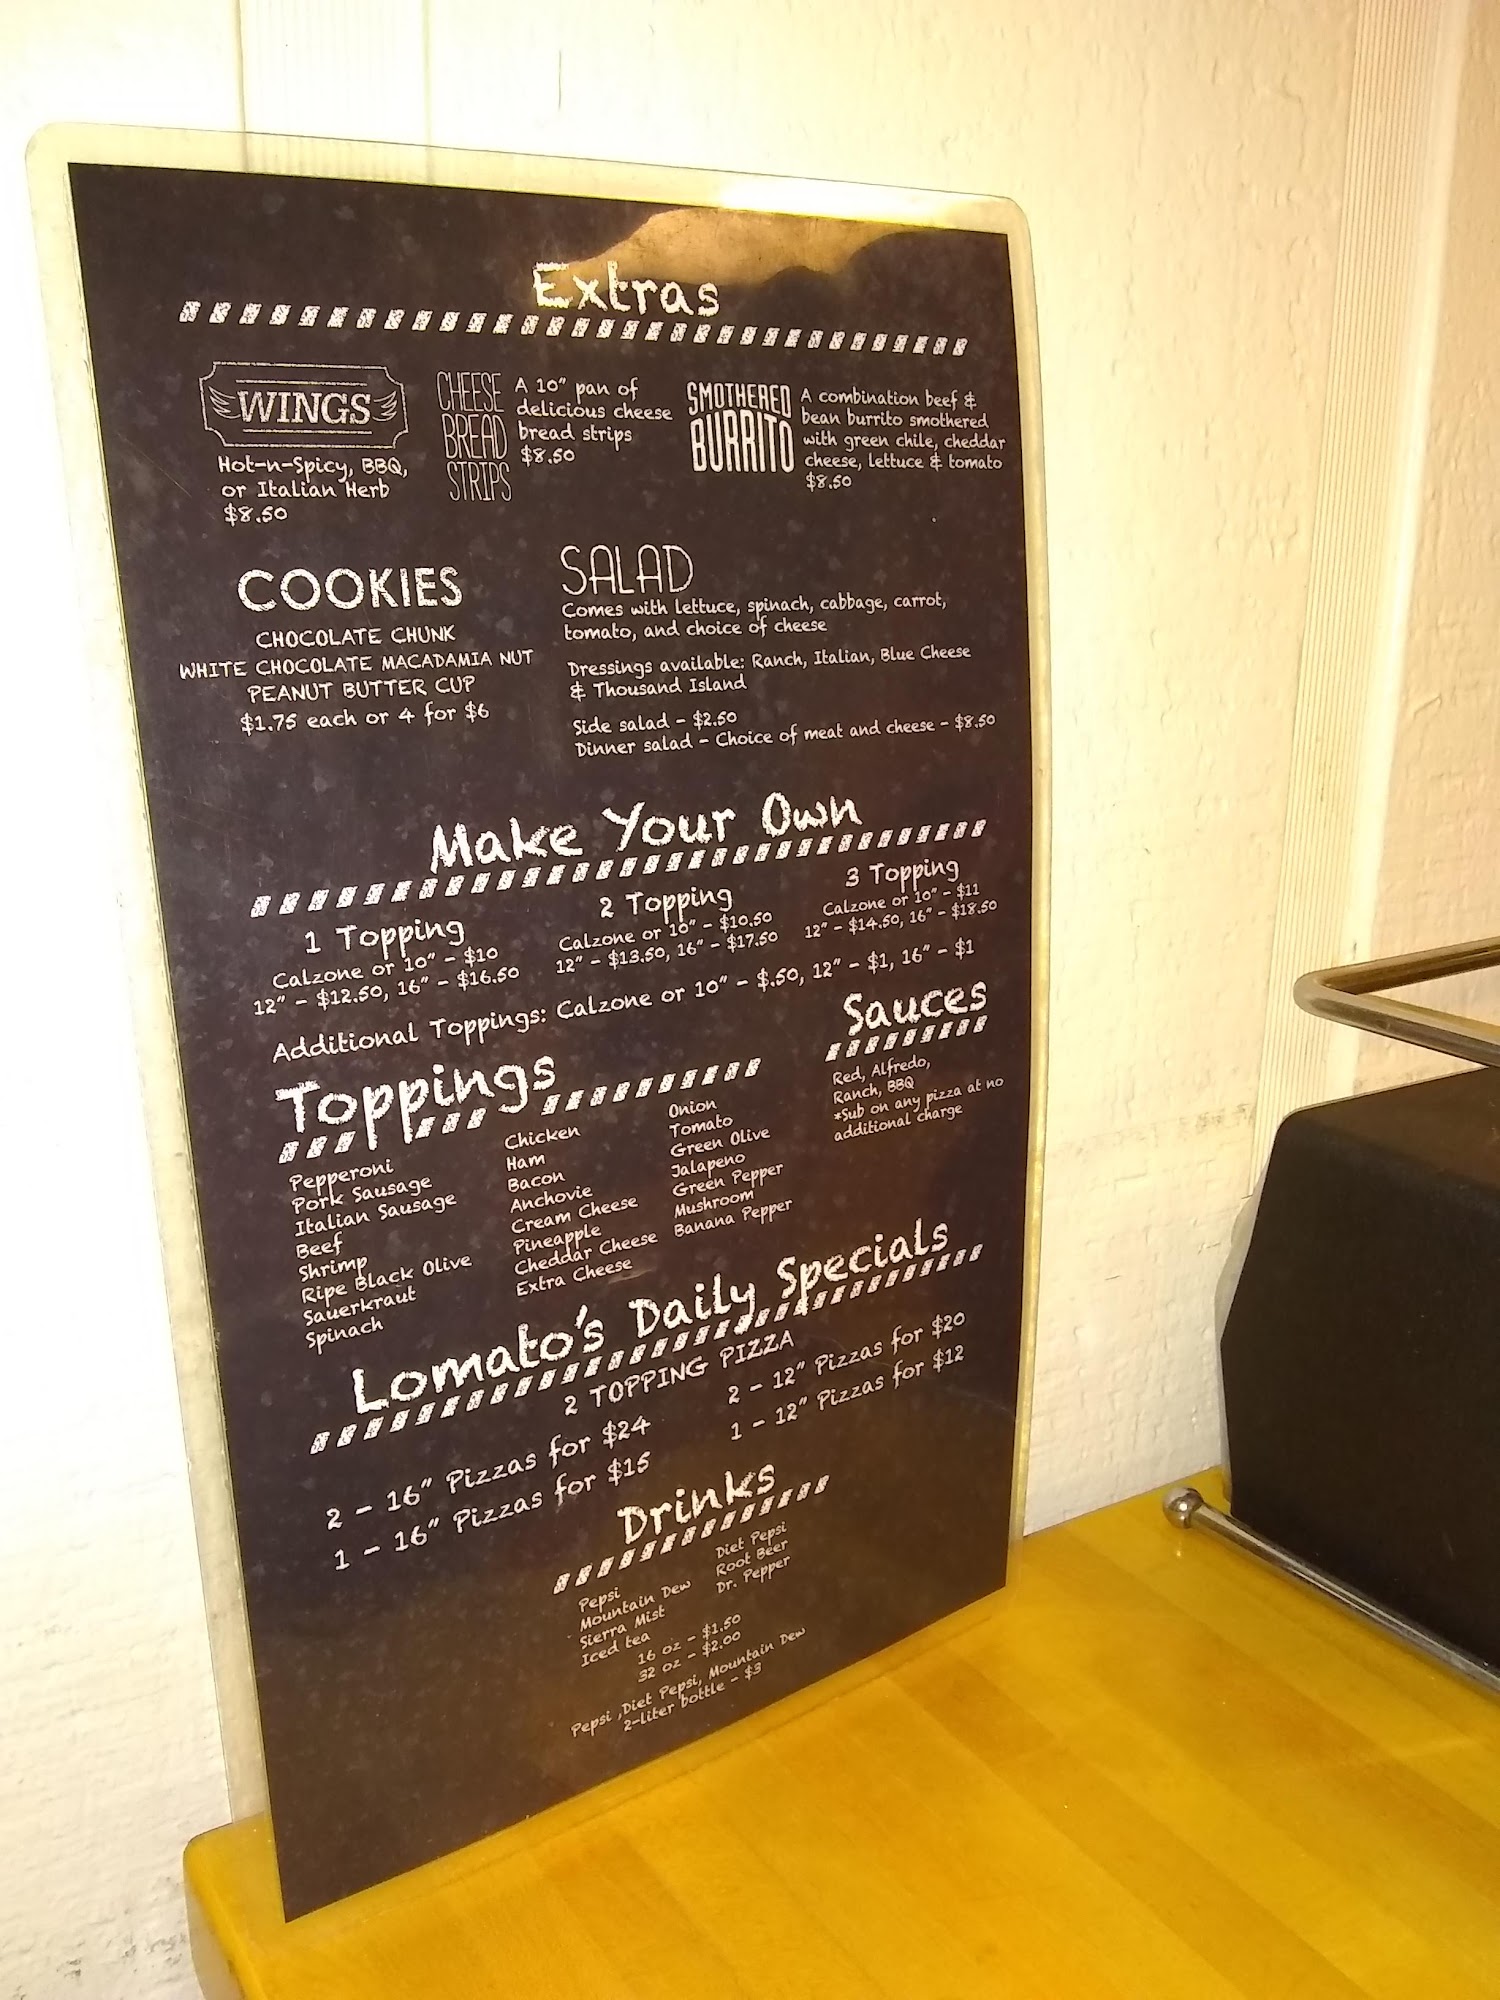 Extras
WINGS
Hot-n-Spicy, BBQ,
or Italian Herb
$8.50
CHEESE
BREAD
STRIPS
A 10" pan of
delicious cheese
bread strips
$8.50
SMOTHERED
BURRITO
A combination beef &
bean burrito smothered
with green chile, cheddar
cheese, lettuce & tomato
$8.50
COOKIES
CHOCOLATE CHUNK
WHITE CHOCOLATE MACADAMIA NUT
PEANUT BUTTER CUP
$1.75 each or 4 for $6
SALAD
Comes with lettuce, spinach, cabbage, carrot,
tomato, and choice of cheese
Dressings available: Ranch, Italian, Blue Cheese
& Thousand Island
Side salad - $2.50
Dinner salad - Choice of meat and cheese - $8.50
Make Your Own
1 Topping
Calzone or 10" - $10
12" - $12.50, 16" - $16.50
2 Topping
Calzone or 10" - $10.50
12" - $13.50, 16" - $17.50
3 Topping
Calzone or 10" - $11
12" - $14.50, 16" - $18.50
Additional Toppings: Calzone or 10" - $.50, 12" - $1, 16" - $1
Toppings
Pepperoni
Pork Sausage
Italian Sausage
Beef
Shrimp
Ripe Black Olive
Sauerkraut
Spinach
Chicken
Ham
Bacon
Anchovie
Cream Cheese
Pineapple
Cheddar Cheese
Extra Cheese
Onion
Tomato
Green Olive
Jalapeno
Green Pepper
Mushroom
Banana Pepper
Sauces
Red, Alfredo,
Ranch, BBQ
*Sub on any pizza at no
additional charge
Lomato's Daily Specials
2 TOPPING PIZZA
2 - 16" Pizzas for $24
1 - 16" Pizzas for $15
2 - 12" Pizzas for $20
1 - 12" Pizzas for $12
Drinks
Pepsi
Mountain Dew
Sierra Mist
Iced tea
Diet Pepsi
Root Beer
Dr. Pepper
16 oz - $1.50
32 oz - $2.00
Pepsi ,Diet Pepsi, Mountain Dew
2-liter bottle - $3